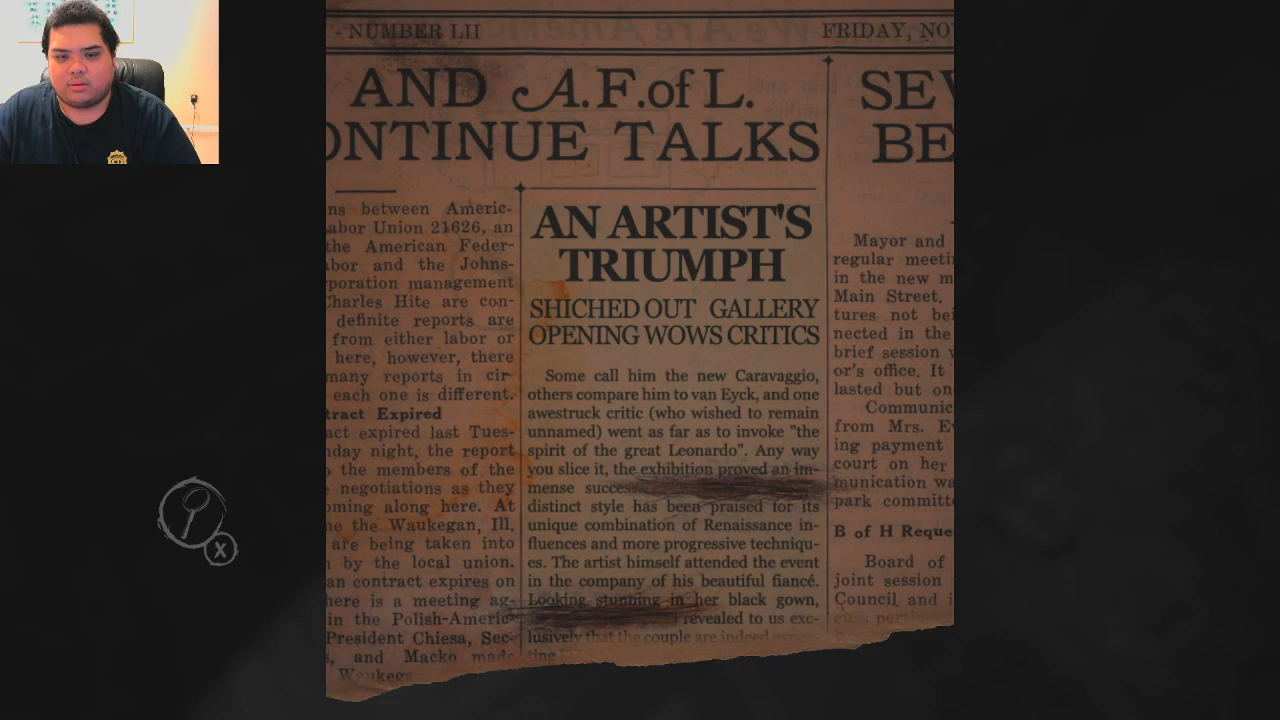 - NUMBER LII
FRIDAY, NO
AND A.F.of L.
ONTINUE TALKS
SEV
BE
ns between Americ-
abor Union 21626, an
the American Feder-
bor and the Johns-
poration management
Charles Hite are con-
definite reports are
from either labor or
here, however, there
many reports in cir-
each one is different.
tract Expired
act expired last Tues-
day night, the report
the members of the
negotiations as they
oming along here. At
e the Waukegan, Ill.
are being taken into
by the local union.
an contract expires on
here is a meeting ag-
in the Polish-Americ-
President Chiesa, Sec-
s, and Macko made
Waukega
AN ARTIST'S
TRIUMPH
SHICHED OUT GALLERY
OPENING WOWS CRITICS
Some call him the new Caravaggio,
others compare him to van Eyck, and one
awestruck critic (who wished to remain
unnamed) went as far as to invoke "the
spirit of the great Leonardo". Any way
you slice it, the exhibition proved an im-
mense succes
distinct style has been praised for its
unique combination of Renaissance in-
fluences and more progressive techniqu-
es. The artist himself attended the event
in the company of his beautiful fiancé.
Looking stunning in her black gown,
revealed to us exc-
lusively that the couple are indeed expec-
ting
Mayor and
regular meetin
in the new m
Main Street.
tures not bei
nected in the
brief session w
or's office. It
lasted but on
Communic
from Mrs. Ev
ing payment
court on her
munication wa
park committe
B of H Reque
Board of
joint session
Council and i
cuss pertin
X